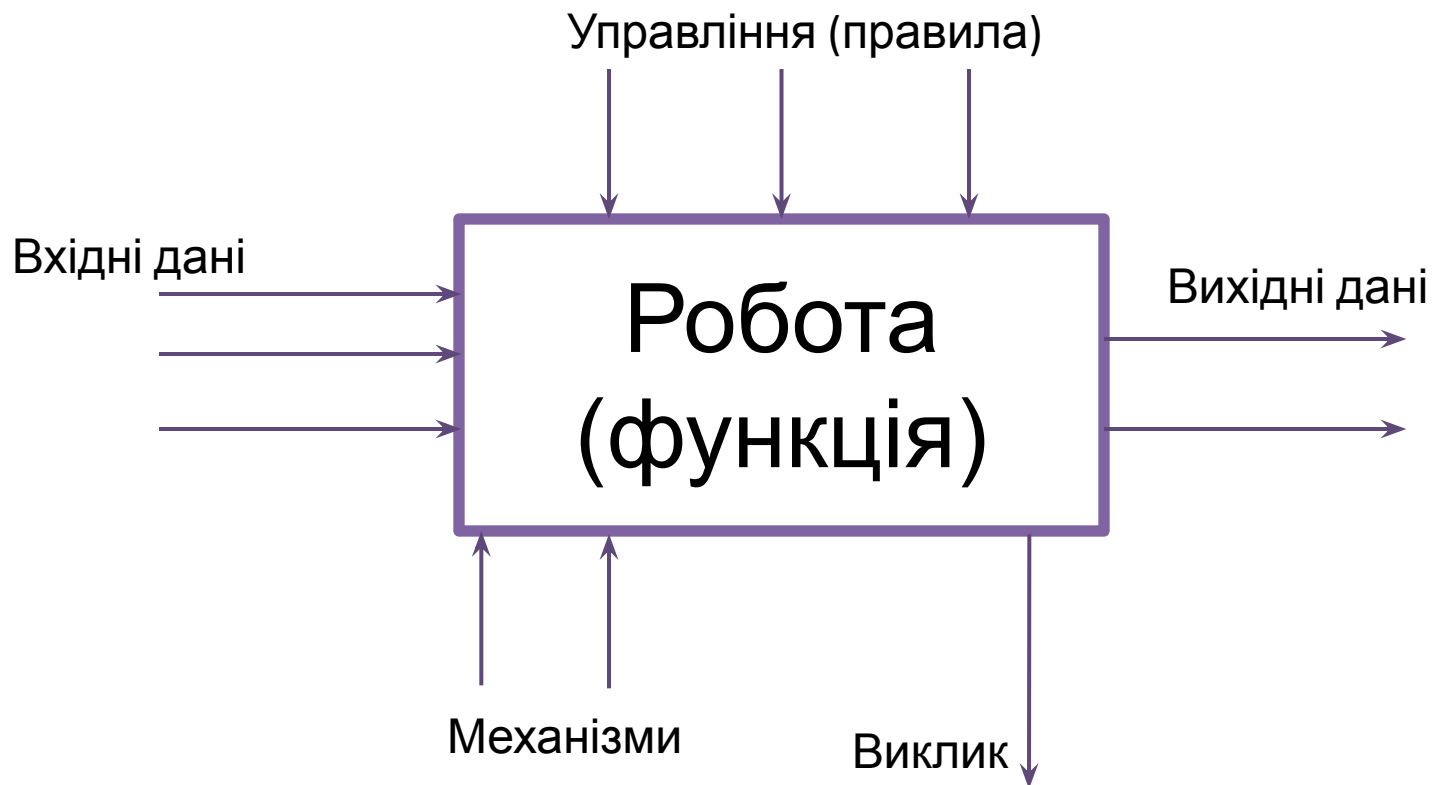 Управління (правила)
Вхідні дані
Вихідні дані
Робота
(функція)
Механізми
Виклик